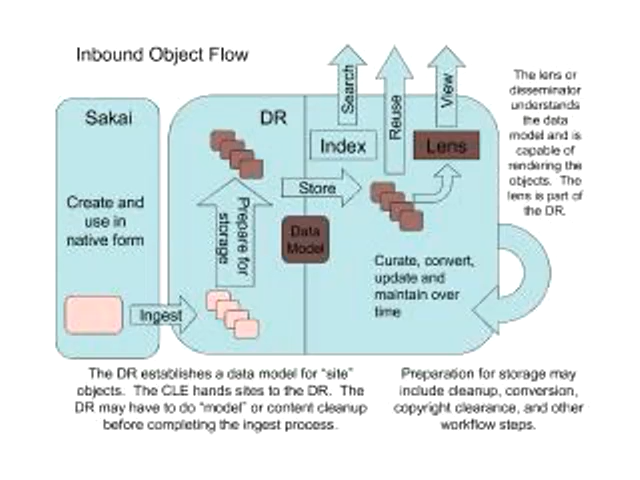 Inbound Object Flow
Sakai
Create and
use in
native form
Ingest
DR
Prepare for
storage
Store
Data
Model
Index
Search
Reuse
View
Lens
Curate, convert,
update and
maintain over
time
The lens or
disseminator
understands
the data
model and is
capable of
rendering the
objects. The
lens is part of
the DR.
The DR establishes a data model for "site"
objects. The CLE hands sites to the DR. The
DR may have to do "model" or content cleanup
before completing the ingest process.
Preparation for storage may
include cleanup, conversion,
copyright clearance, and other
workflow steps.